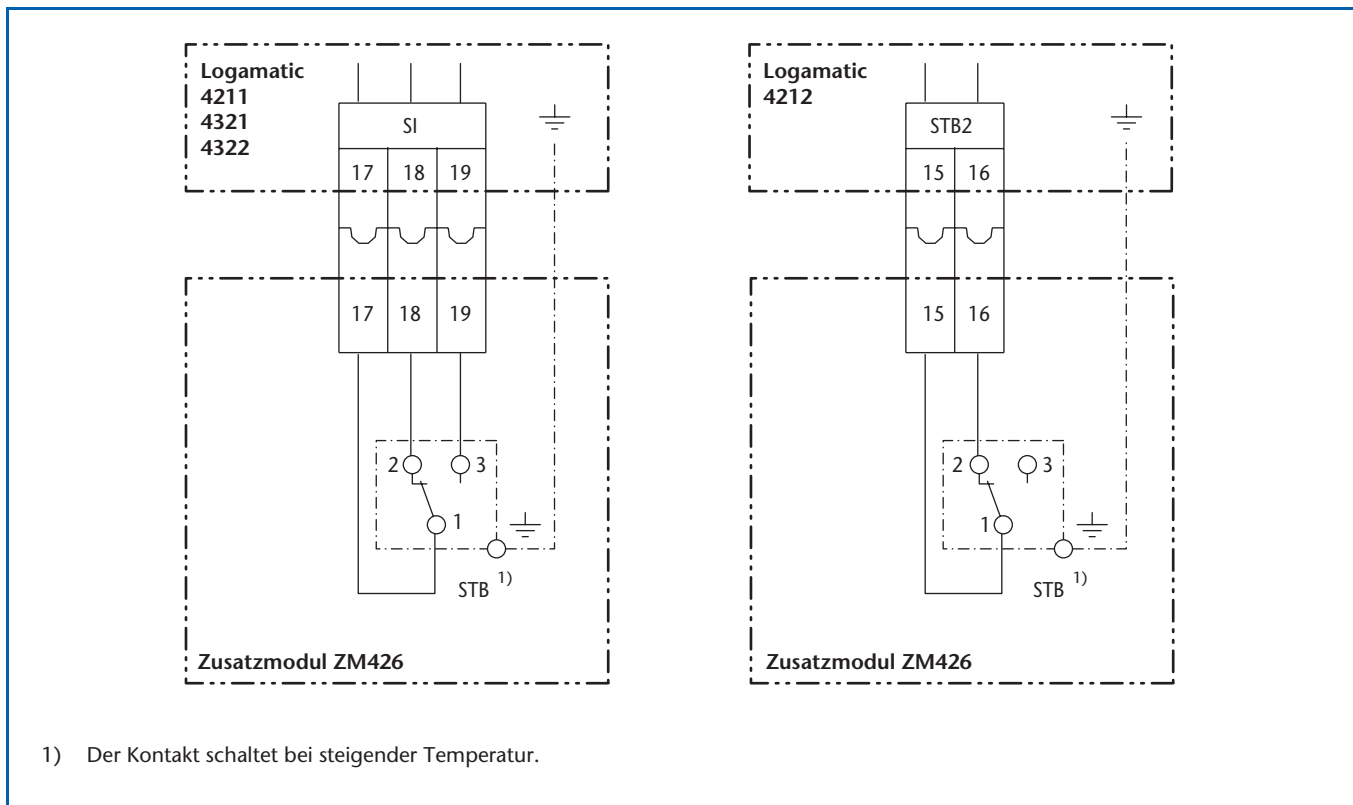 Logamatic
4211
4321
4322
SI
17 18 19
17 18 19
2 3
1
STB 1)
Zusatzmodul ZM426
Logamatic
4212
STB2
15 16
15 16
2 3
1
STB 1)
Zusatzmodul ZM426
1) Der Kontakt schaltet bei steigender Temperatur.